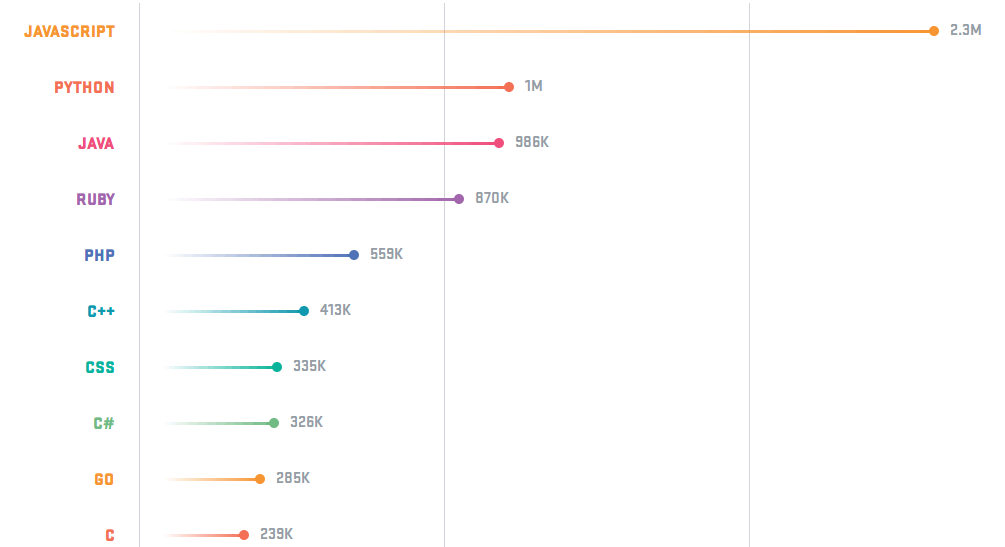 JAVASCRIPT 2.3M
PYTHON 1M
JAVA 986K
RUBY 870K
PHP 559K
C++ 413K
CSS 335K
C# 326K
GO 285K
C 239K